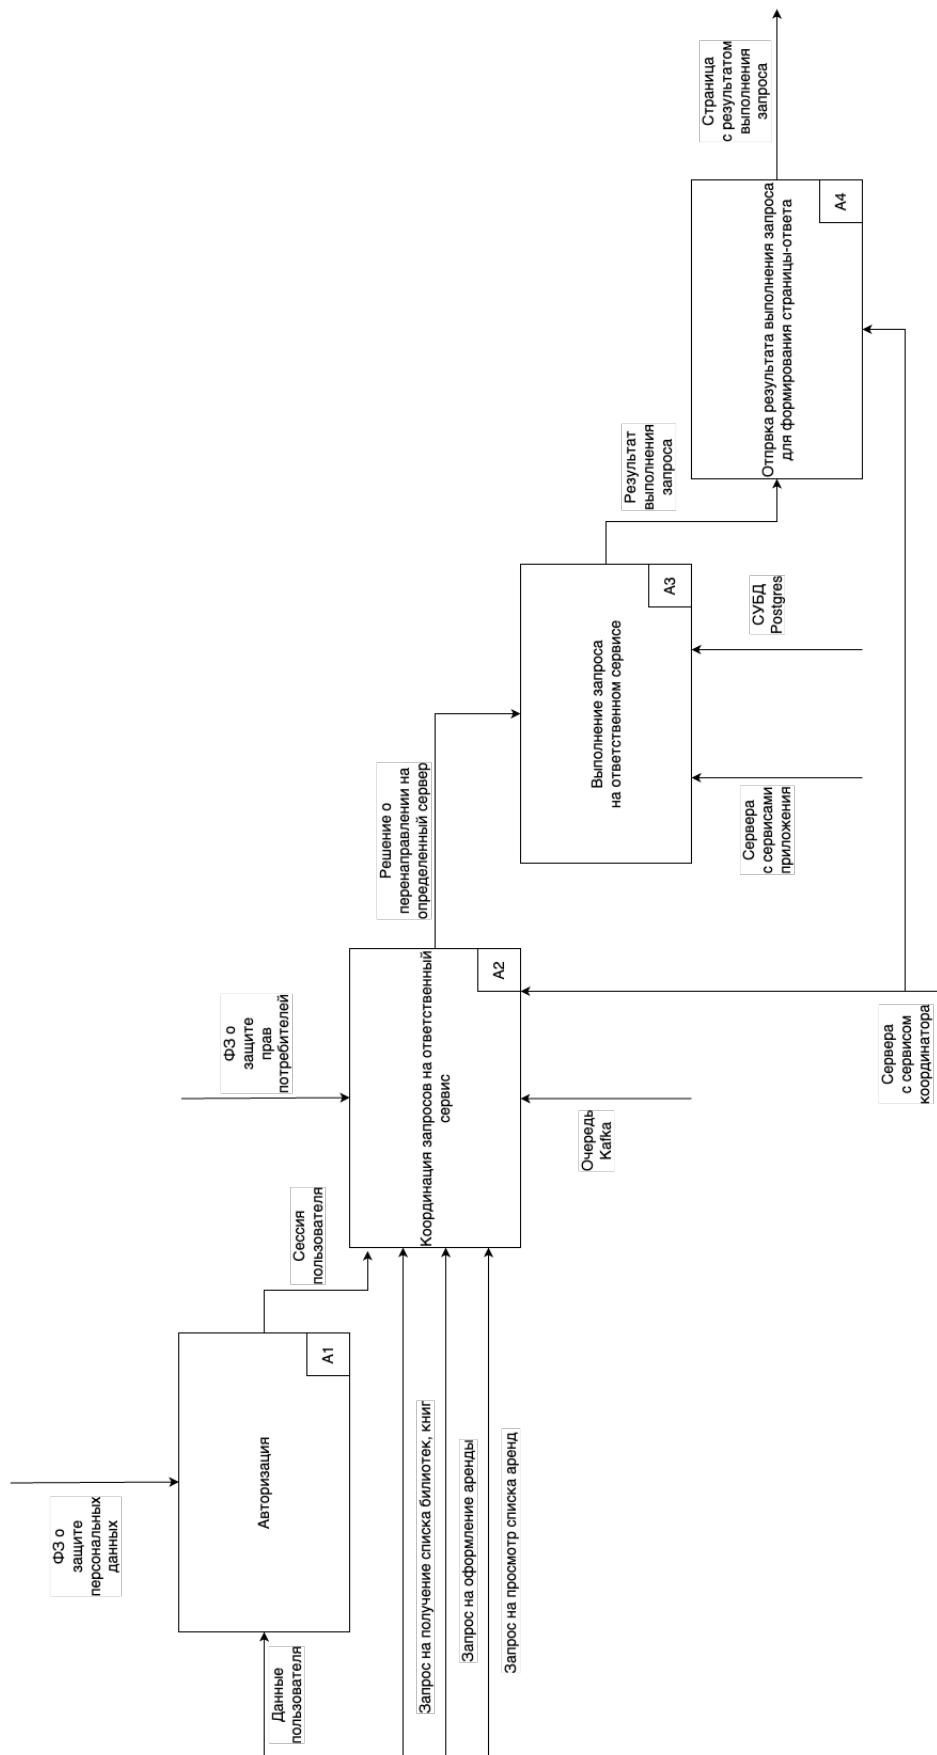 ФЗ о
защите
персональных
данных
Данные
пользователя
Авторизация
A1
Сессия
пользователя
ФЗ о
защите
прав
потребителей
Запрос на получение списка билиотек, книг
Запрос на оформление аренды
Запрос на просмотр списка аренд
Координация запросов на ответственный
сервис
A2
Очередь
Kafka
Решение о
перенаправлении на
определенный сервер
Сервера
с сервисом
координатора
Выполнение запроса
на ответственном сервисе
A3
Сервера
с сервисами
приложения
СУБД
Postgres
Результат
выполнения
запроса
Отпрвка результата выполнения запроса
для формирования страницы-ответа
A4
Страница
с результатом
выполнения
запроса